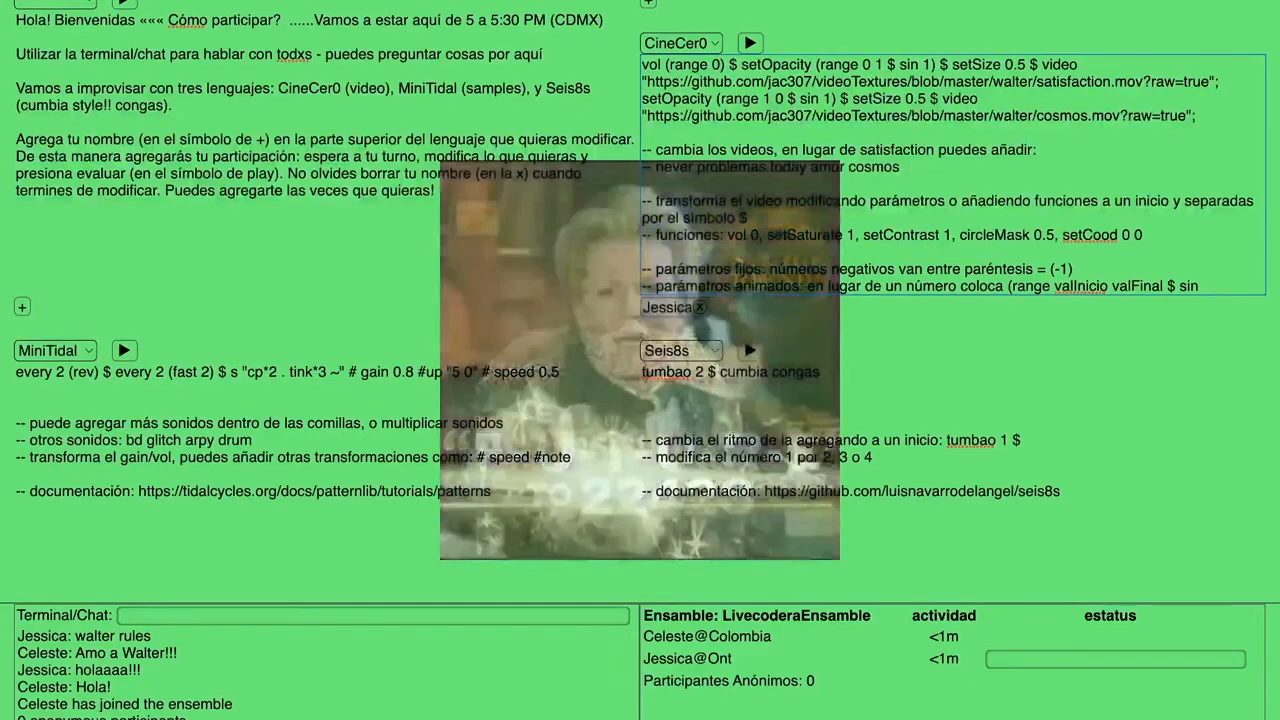 Hola! Bienvenidas ««« Cómo participar?  ......Vamos a estar aquí de 5 a 5:30 PM (CDMX)
Utilizar la terminal/chat para hablar con todxs - puedes preguntar cosas por aquí
Vamos a improvisar con tres lenguajes: CineCer0 (video), MiniTidal (samples), y Seis8s
(cumbia style!! congas).
Agrega tu nombre (en el símbolo de +) en la parte superior del lenguaje que quieras modificar.
De esta manera agregarás tu participación: espera a tu turno, modifica lo que quieras y
presiona evaluar (en el símbolo de play). No olvides borrar tu nombre (en la x) cuando
termines de modificar. Puedes agregarte las veces que quieras!
+
CineCer0
vol (range 0) $ setOpacity (range 0 1 $ sin 1) $ setSize 0.5 $ video
"https://github.com/jac307/videoTextures/blob/master/walter/satisfaction.mov?raw=true";
setOpacity (range 1 0 $ sin 1) $ setSize 0.5 $ video
"https://github.com/jac307/videoTextures/blob/master/walter/cosmos.mov?raw=true";
-- cambia los videos, en lugar de satisfaction puedes añadir:
-- never problemas today amor cosmos
-- transforma el video modificando parámetros o añadiendo funciones a un inicio y separadas
por el símbolo $
-- funciones: vol 0, setSaturate 1, setContrast 1, circleMask 0.5, setCood 0 0
-- parámetros fijos: números negativos van entre paréntesis = (-1)
-- parámetros animados: en lugar de un número coloca (range valInicio valFinal $ sin
+
Jessica x
MiniTidal
every 2 (rev) $ every 2 (fast 2) $ s "cp*2 . tink*3 ~" # gain 0.8 #up "5 0" # speed 0.5
-- puede agregar más sonidos dentro de las comillas, o multiplicar sonidos
-- otros sonidos: bd glitch arpy drum
-- transforma el gain/vol, puedes añadir otras transformaciones como: # speed #note
-- documentación: https://tidalcycles.org/docs/patternlib/tutorials/patterns
Seis8s
tumbao 2 $ cumbia congas
-- cambia el ritmo de la agregando a un inicio: tumbao 1 $
-- modifica el número 1 por 2, 3 o 4
-- documentación: https://github.com/luisnavarrodelangel/seis8s
Terminal/Chat:
Jessica: walter rules
Celeste: Amo a Walter!!!
Jessica: holaaaa!!!
Celeste: Hola!
Celeste has joined the ensemble
0 anonymous participants
Ensamble: LivecoderaEnsamble actividad estatus
Celeste@Colombia <1m
Jessica@Ont <1m
Participantes Anónimos: 0